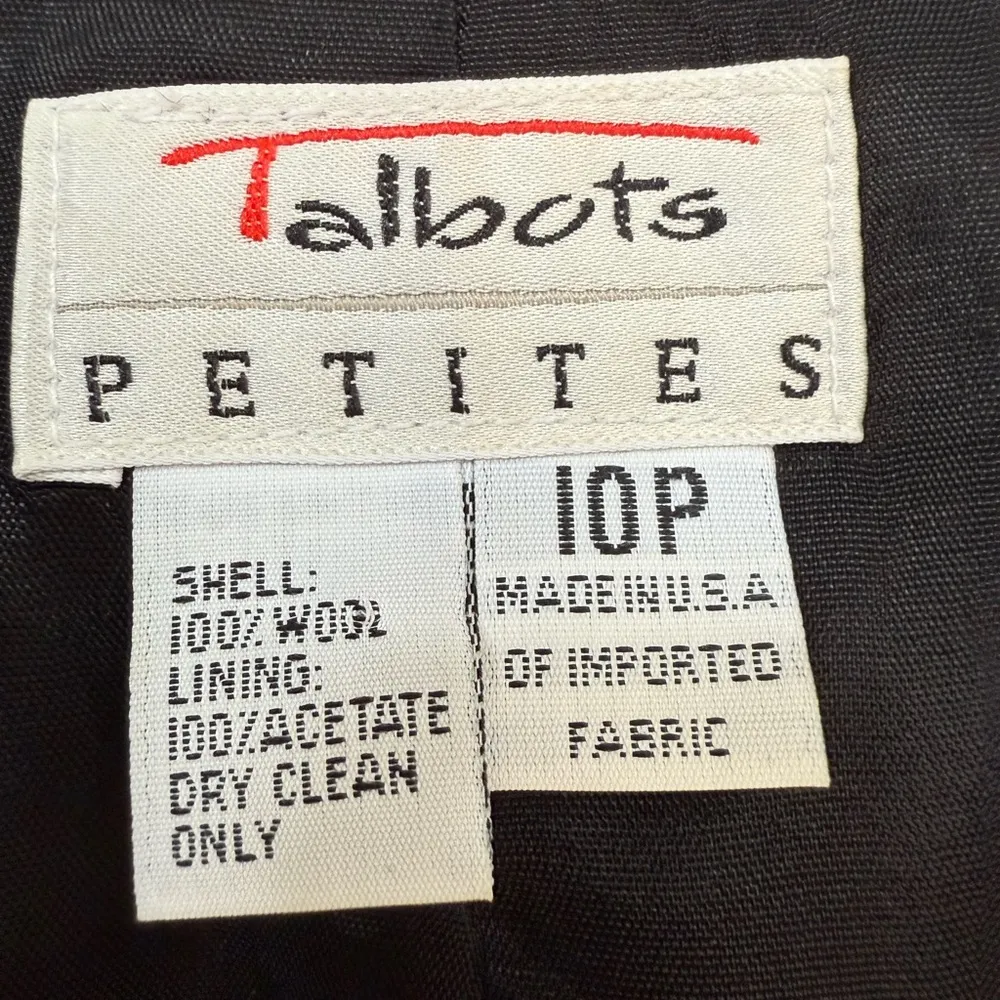 Talbots
PETITES
SHELL:
100% WOOL
LINING:
100% ACETATE
DRY CLEAN
ONLY
10P
MADE IN U.S.A
OF IMPORTED
FABRIC